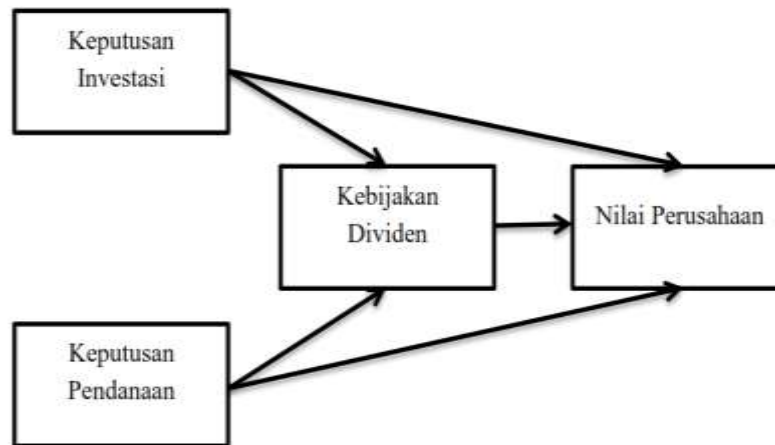 Keputusan
Investasi
Kebijakan
Dividen
Nilai Perusahaan
Keputusan
Pendanaan